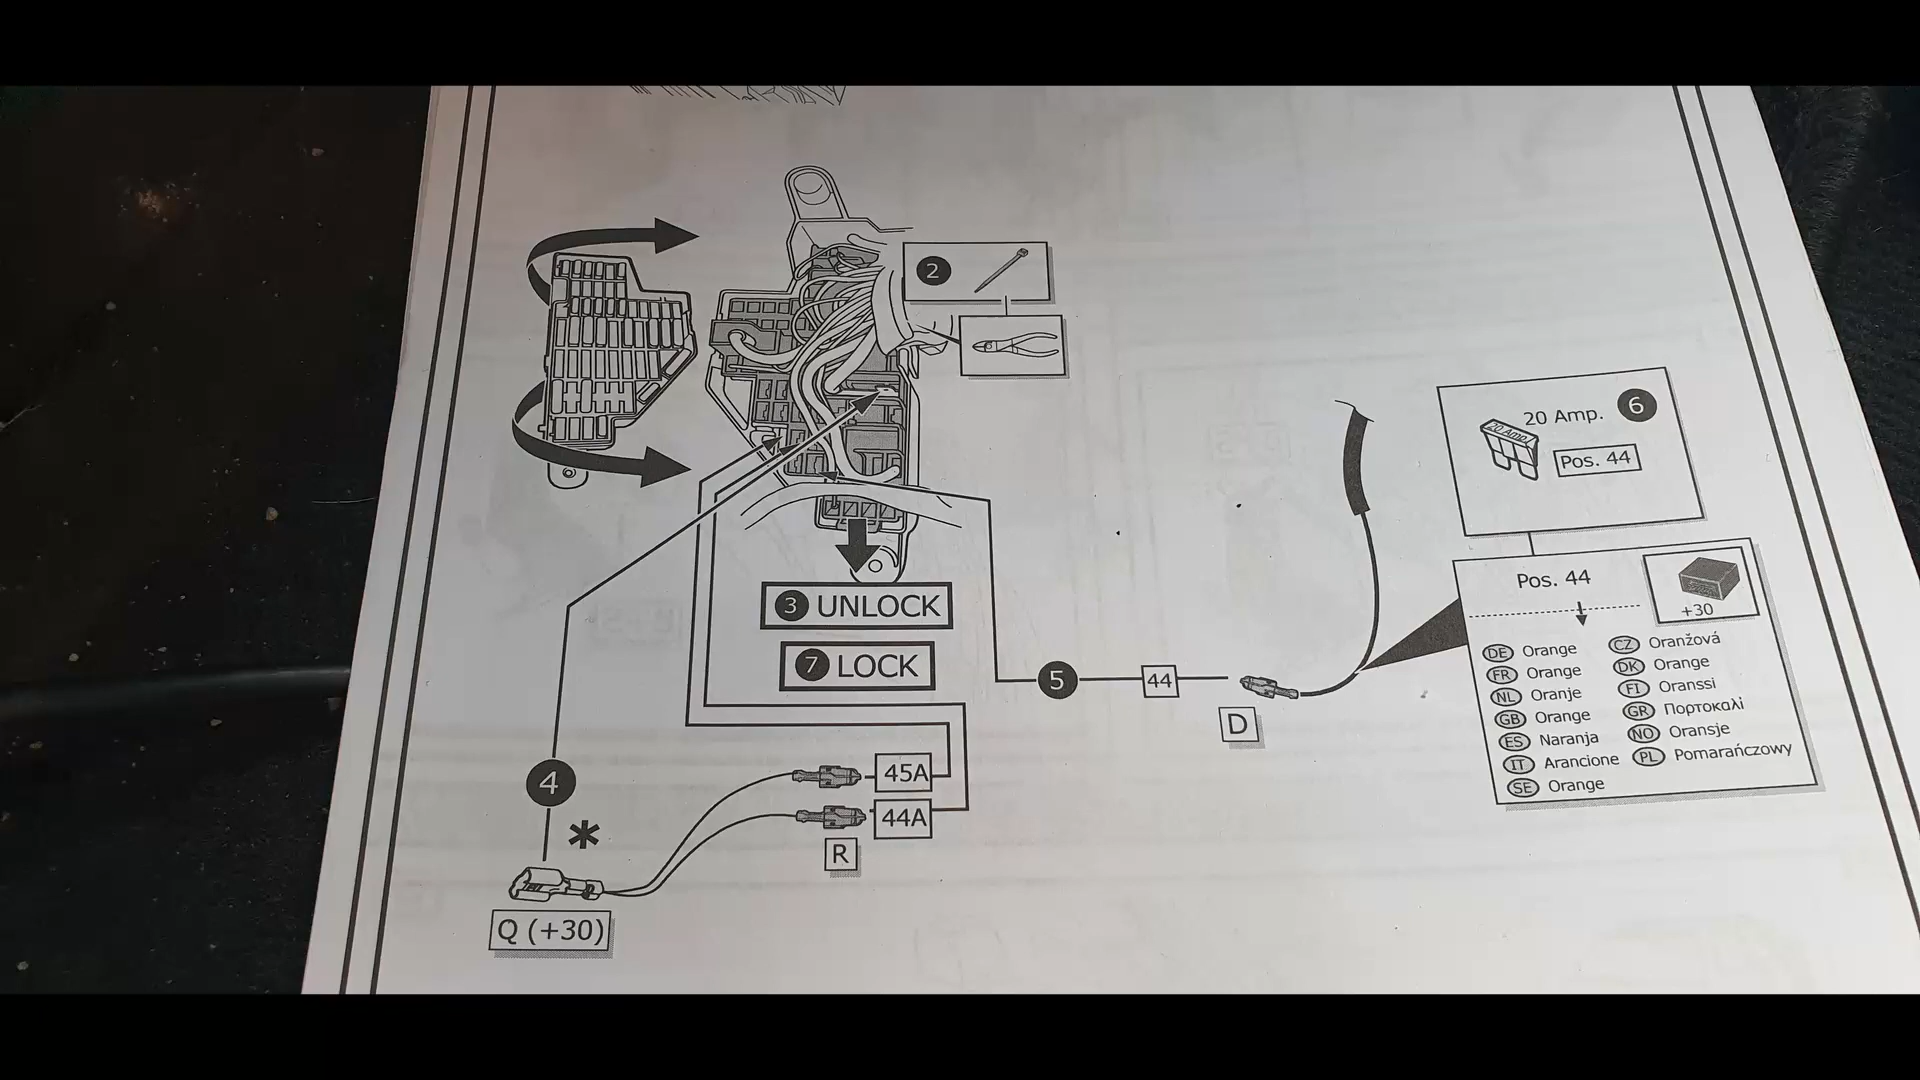 2
20 Amp.
6
20 Amp.
Pos. 44
Pos. 44
+30
DE Orange
FR Orange
NL Oranje
GB Orange
ES Naranja
IT Arancione
SE Orange
CZ Oranžová
DK Orange
FI Oranssi
GR Πορτοκαλί
NO Oransje
PL Pomarańczowy
3 UNLOCK
7 LOCK
5
44
D
4
*
45A
44A
R
Q (+30)